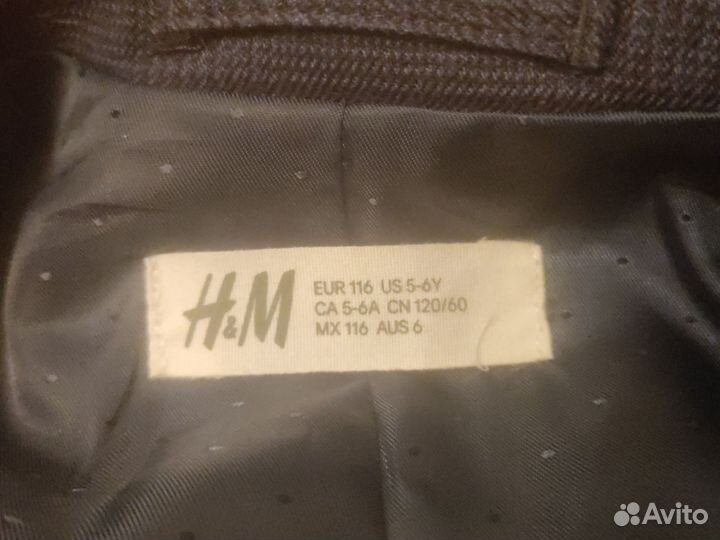 H&M
EUR 116 US 5-6Y
CA 5-6A CN 120/60
MX 116 AUS 6
Avito